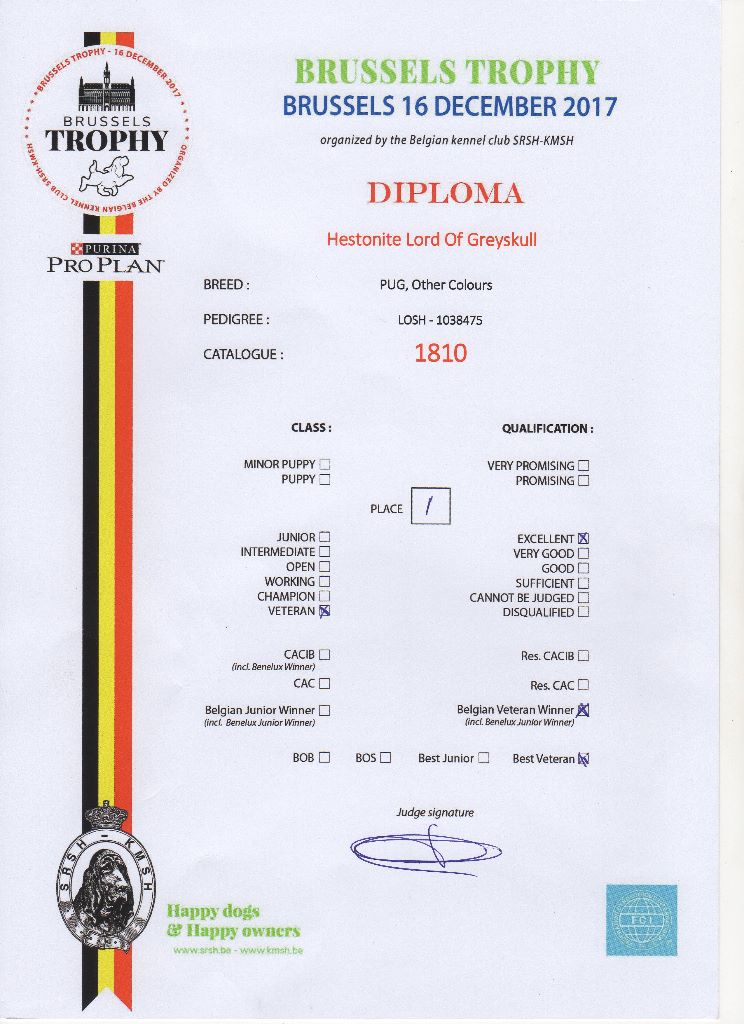 BRUSSELS TROPHY - 16 DECEMBER 2017
BRUSSELS
TROPHY
ORGANIZED BY THE BELGIAN KENNEL CLUB SRSH-KMSH
PURINA
PRO PLAN
BRUSSELS TROPHY
BRUSSELS 16 DECEMBER 2017
organized by the Belgian kennel club SRSH-KMSH
DIPLOMA
Hestonite Lord Of Greyskull
BREED : PUG, Other Colours
PEDIGREE : LOSH - 1038475
CATALOGUE : 1810
CLASS : QUALIFICATION :
MINOR PUPPY VERY PROMISING
PUPPY PROMISING
PLACE 1
JUNIOR EXCELLENT X
INTERMEDIATE VERY GOOD
OPEN GOOD
WORKING SUFFICIENT
CHAMPION CANNOT BE JUDGED
VETERAN X DISQUALIFIED
CACIB Res. CACIB
(incl. Benelux Winner)
CAC Res. CAC
Belgian Junior Winner Belgian Veteran Winner X
(incl. Benelux Junior Winner) (incl. Benelux Junior Winner)
BOB BOS Best Junior Best Veteran X
Judge signature
SRSH - KMSH
Happy dogs
& Happy owners
www.srsh.be - www.kmsh.be
FCI